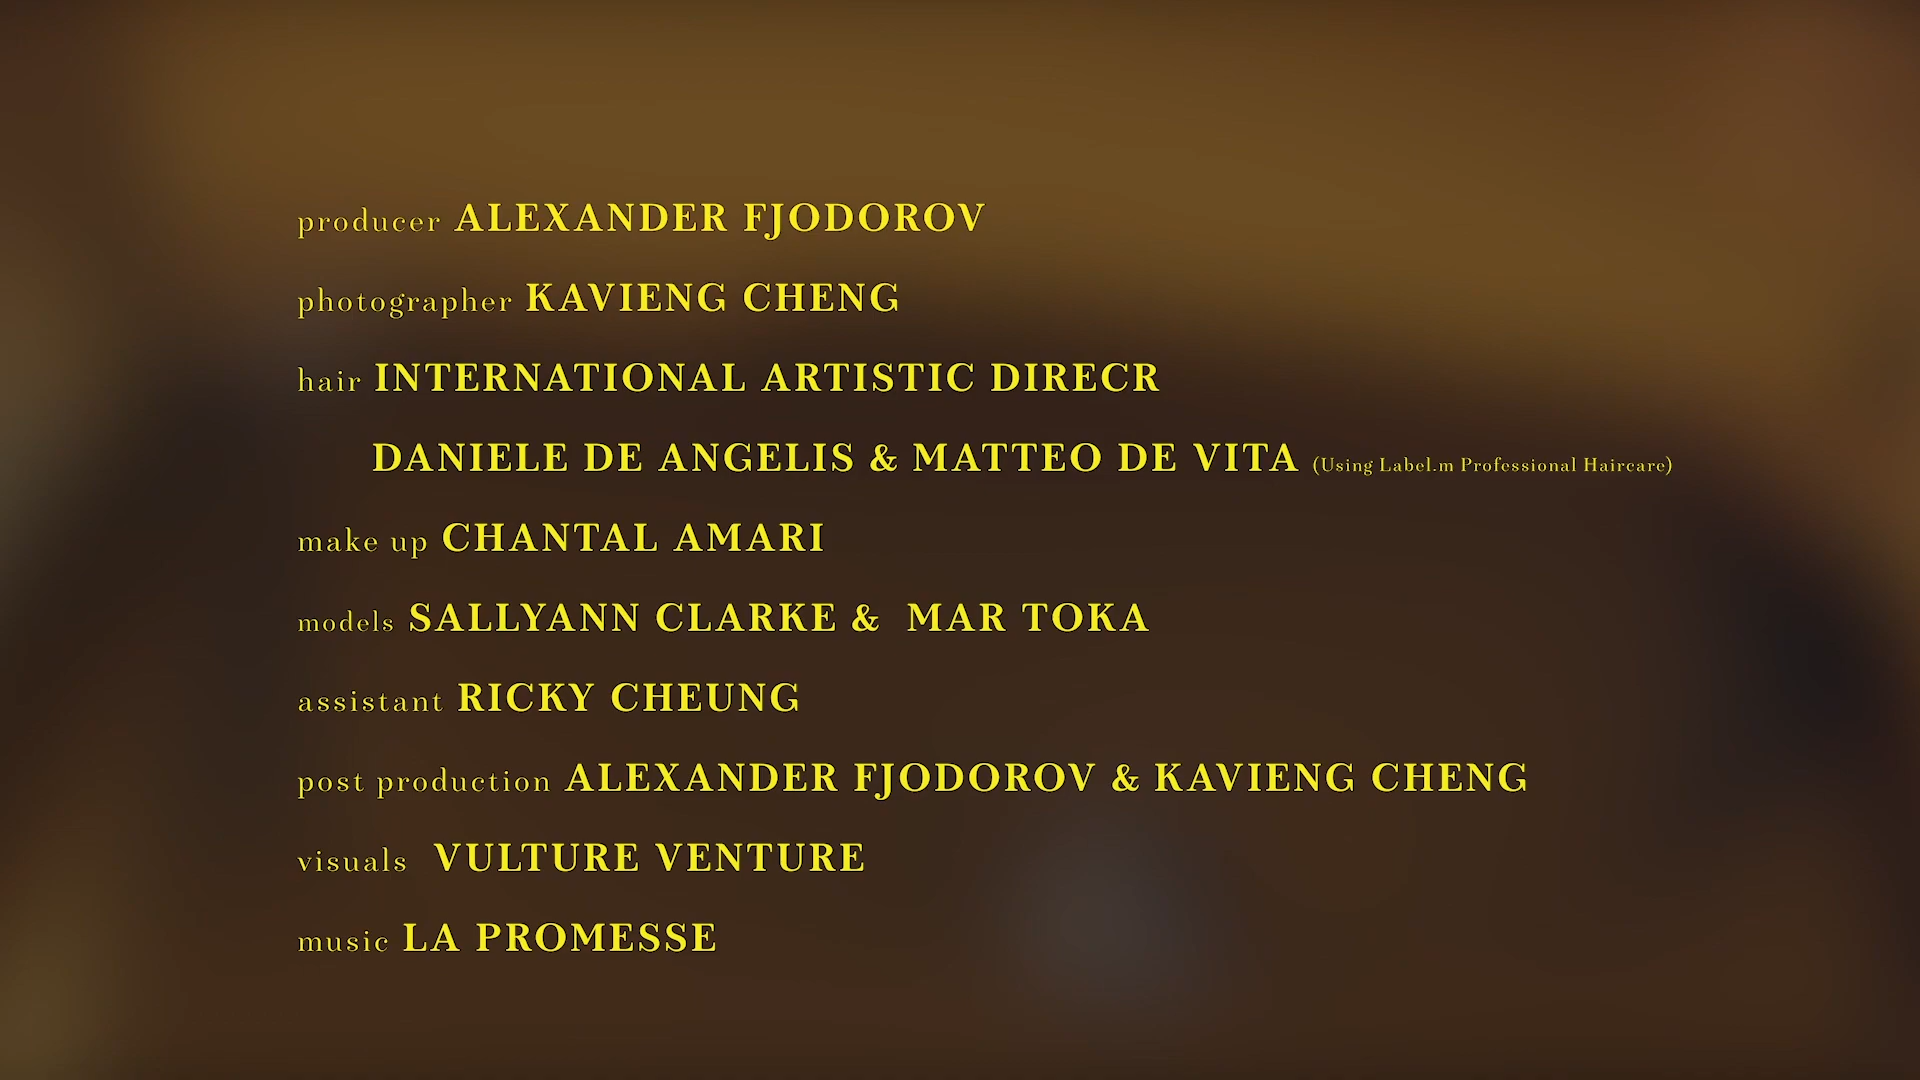 producer ALEXANDER FJODOROV
photographer KAVIENG CHENG
hair INTERNATIONAL ARTISTIC DIRECR
DANIELE DE ANGELIS & MATTEO DE VITA (Using Label.m Professional Haircare)
make up CHANTAL AMARI
models SALLYANN CLARKE & MAR TOKA
assistant RICKY CHEUNG
post production ALEXANDER FJODOROV & KAVIENG CHENG
visuals VULTURE VENTURE
music LA PROMESSE